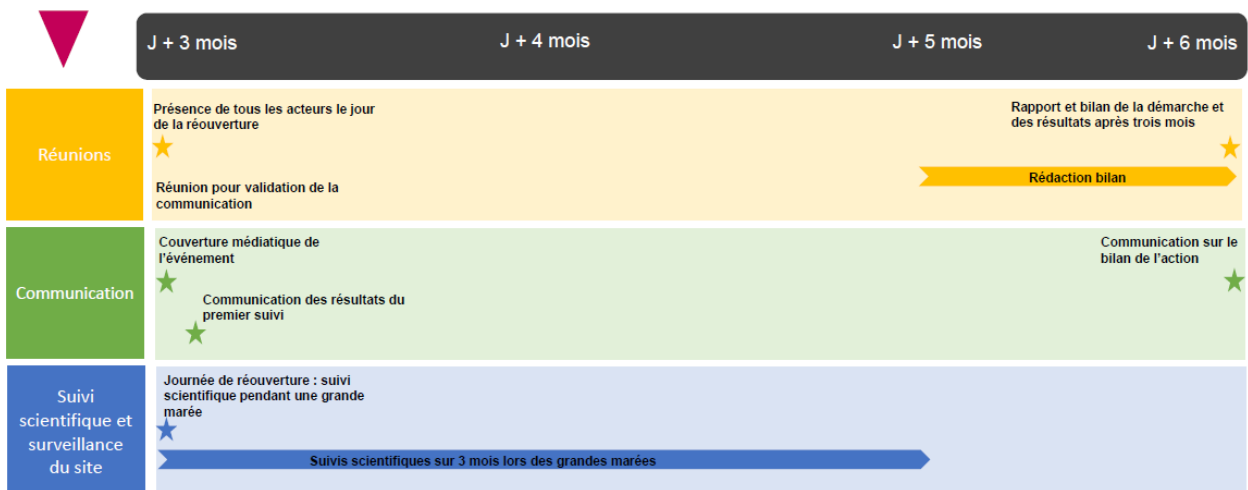 J + 3 mois
J + 4 mois
J + 5 mois
J + 6 mois
Réunions
Présence de tous les acteurs le jour
de la réouverture
Réunion pour validation de la
communication
Rapport et bilan de la démarche et
des résultats après trois mois
Rédaction bilan
Communication
Couverture médiatique de
l'événement
Communication des résultats du
premier suivi
Communication sur le
bilan de l'action
Suivi
scientifique et
surveillance
du site
Journée de réouverture : suivi
scientifique pendant une grande
marée
Suivis scientifiques sur 3 mois lors des grandes marées